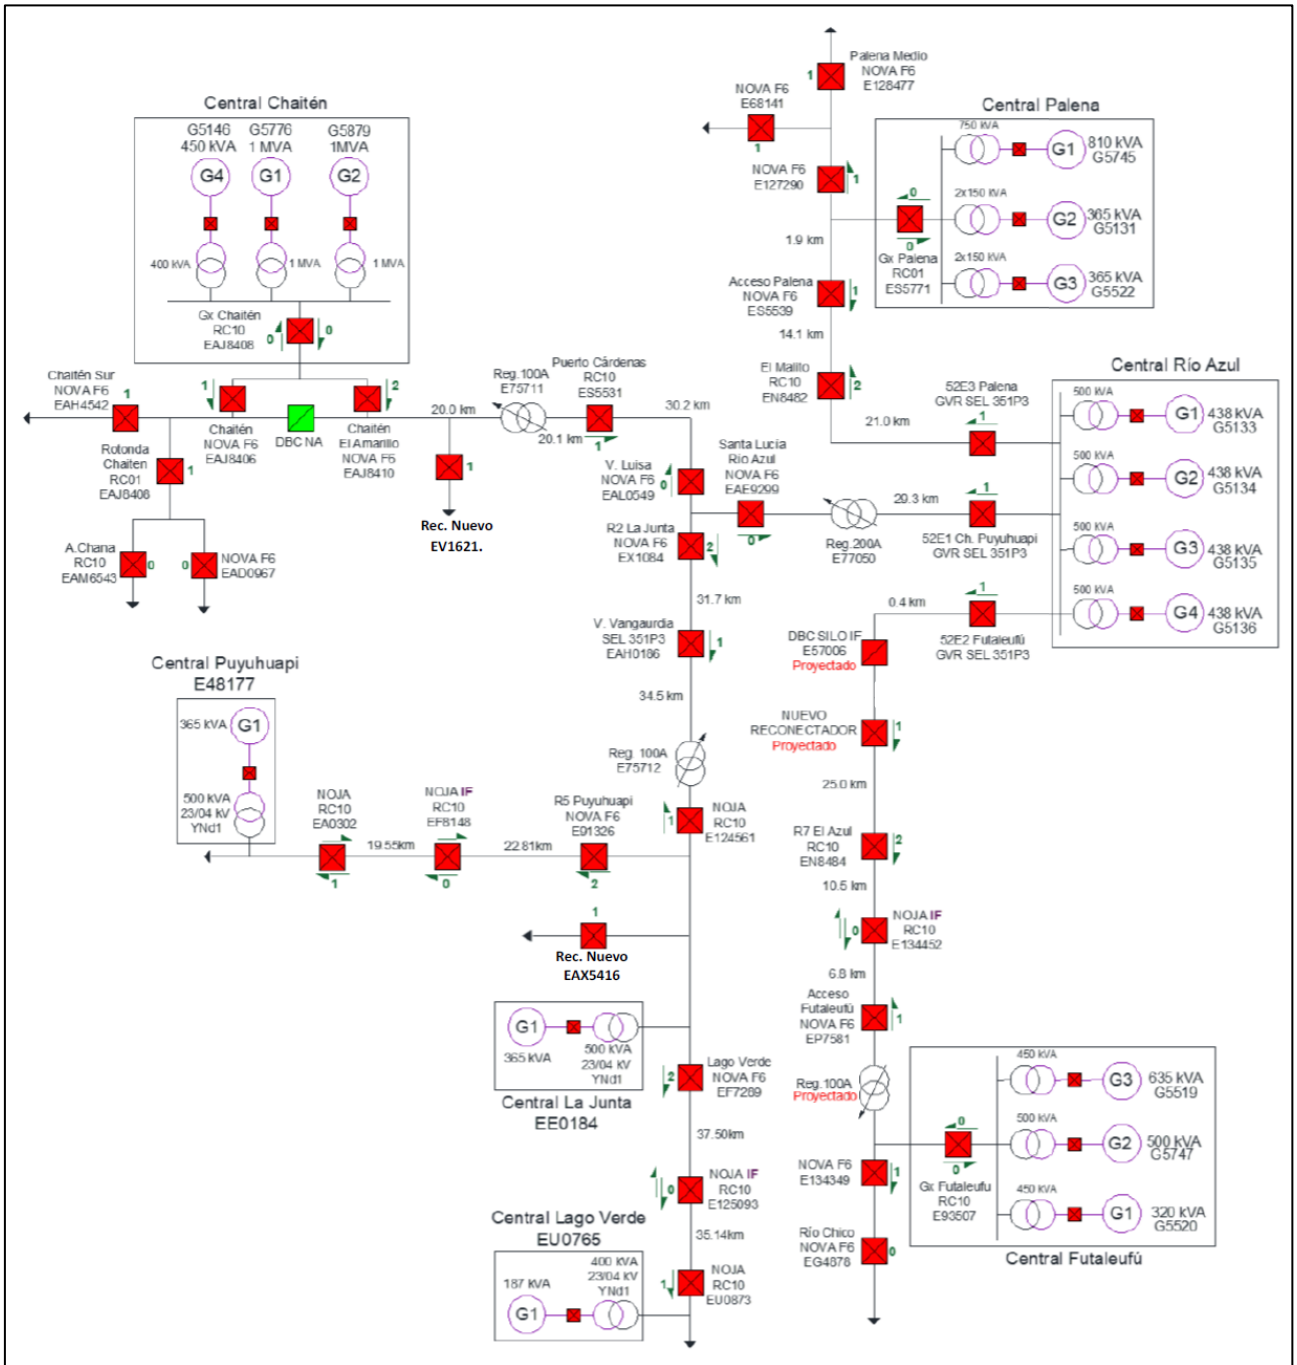 Central Chaitén
G5146
450 kVA
G5776
1 MVA
G5879
1MVA
G4
G1
G2
400 kVA
1 MVA
1 MVA
Gx Chaitén
RC10
EAJ8408
0
0
Chaitén Sur
NOVA F6
EAH4542
1
1
2
Chaitén
NOVA F6
EAJ8406
DBC NA
Chaitén
El Amarillo
NOVA F6
EAJ8410
Rotonda
Chaiten
RC01
EAJ8408
1
A.Chana
RC10
EAM6543
0
0
NOVA F6
EAD0967
20.0 km
1
Rec. Nuevo
EV1621.
Reg.100A
E75711
20.1 km
Puerto Cárdenas
RC10
ES5531
1
30.2 km
V. Luisa
NOVA F6
EAL0549
0
Santa Lucía
Río Azul
NOVA F6
EAE9299
0
R2 La Junta
NOVA F6
EX1084
2
Reg.200A
E77050
29.3 km
1
52E1 Ch. Puyuhuapi
GVR SEL 351P3
31.7 km
V. Vangaurdia
SEL 351P3
EAH0186
1
34.5 km
Reg. 100A
E75712
1
NOJA
RC10
E124561
Palena Medio
NOVA F6
E128477
1
NOVA F6
E68141
1
NOVA F6
E127290
1
1.9 km
Acceso Palena
NOVA F6
ES5539
1
14.1 km
El Malito
RC10
EN8482
2
21.0 km
52E3 Palena
GVR SEL 351P3
1
Central Palena
750 kVA
G1
810 kVA
G5745
2x150 kVA
G2
365 kVA
G5131
2x150 kVA
G3
365 kVA
G5522
0
0
Gx Palena
RC01
ES5771
Central Río Azul
500 kVA
G1
438 kVA
G5133
500 kVA
G2
438 kVA
G5134
500 kVA
G3
438 kVA
G5135
500 kVA
G4
438 kVA
G5136
0.4 km
1
52E2 Futaleufú
GVR SEL 351P3
DBC SILO IF
E57006
Proyectado
NUEVO
RECONECTADOR
Proyectado
1
25.0 km
R7 El Azul
RC10
EN8484
2
10.5 km
0
NOJA IF
RC10
E134452
6.8 km
Acceso
Futaleufú
NOVA F6
EP7581
1
Reg.100A
Proyectado
NOVA F6
E134349
1
Río Chico
NOVA F6
EG4878
0
450 kVA
G3
635 kVA
G5519
500 kVA
G2
500 kVA
G5747
450 kVA
G1
320 kVA
G5520
0
0
Gx Futaleufu
RC10
E93507
Central Futaleufú
Central Puyuhuapi
E48177
365 kVA
G1
500 kVA
23/04 kV
YNd1
NOJA
RC10
EA0302
1
19.55km
NOJA IF
RC10
EF8148
0
22.81km
R5 Puyuhuapi
NOVA F6
E91326
2
1
Rec. Nuevo
EAX5416
G1
365 kVA
500 kVA
23/04 kV
YNd1
Central La Junta
EE0184
2
Lago Verde
NOVA F6
EF7289
37.50km
0
NOJA IF
RC10
E125093
35.14km
Central Lago Verde
EU0765
187 kVA
G1
400 kVA
23/04 kV
YNd1
1
NOJA
RC10
EU0873